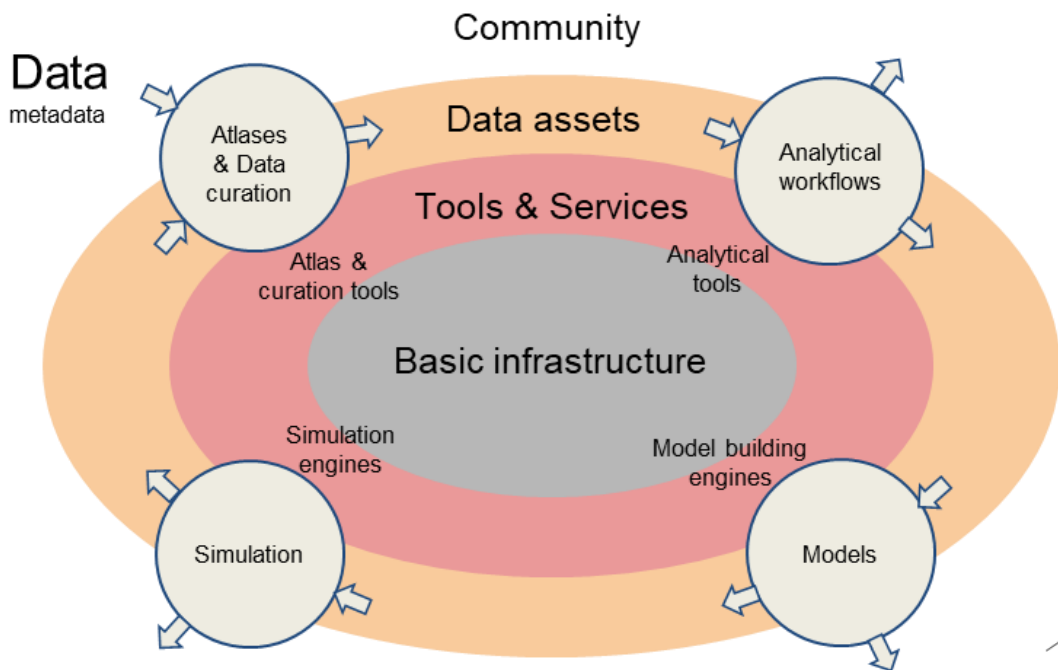 Community
Data
metadata
Atlases
& Data
curation
Data assets
Analytical
workflows
Tools & Services
Atlas &
curation tools
Analytical
tools
Basic infrastructure
Simulation
engines
Model building
engines
Simulation
Models